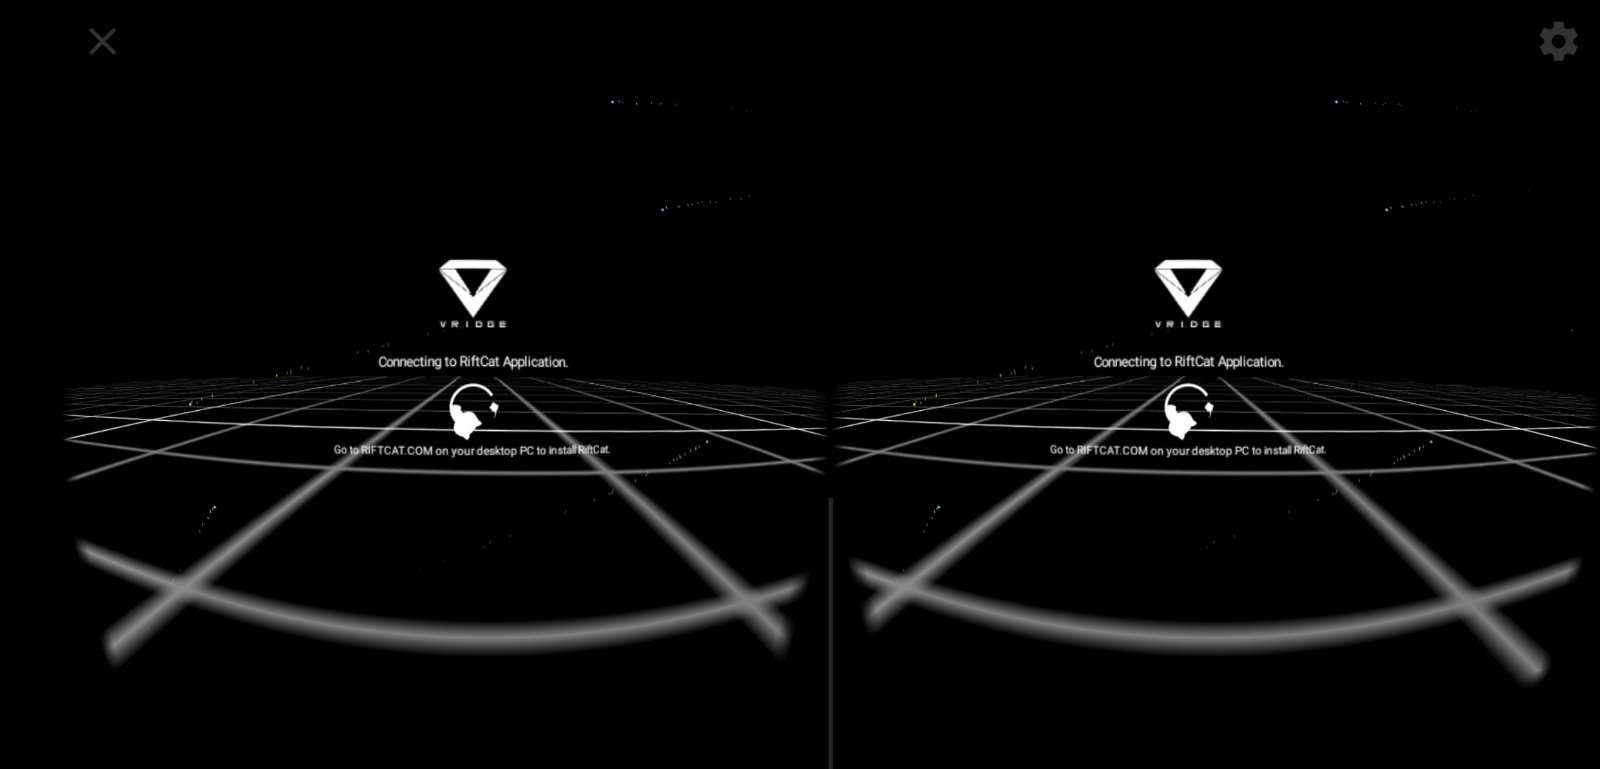 VRIDGE
Connecting to RiftCat Application.
Go to RIFTCAT.COM on your desktop PC to install RiftCat.
VRIDGE
Connecting to RiftCat Application.
Go to RIFTCAT.COM on your desktop PC to install RiftCat.